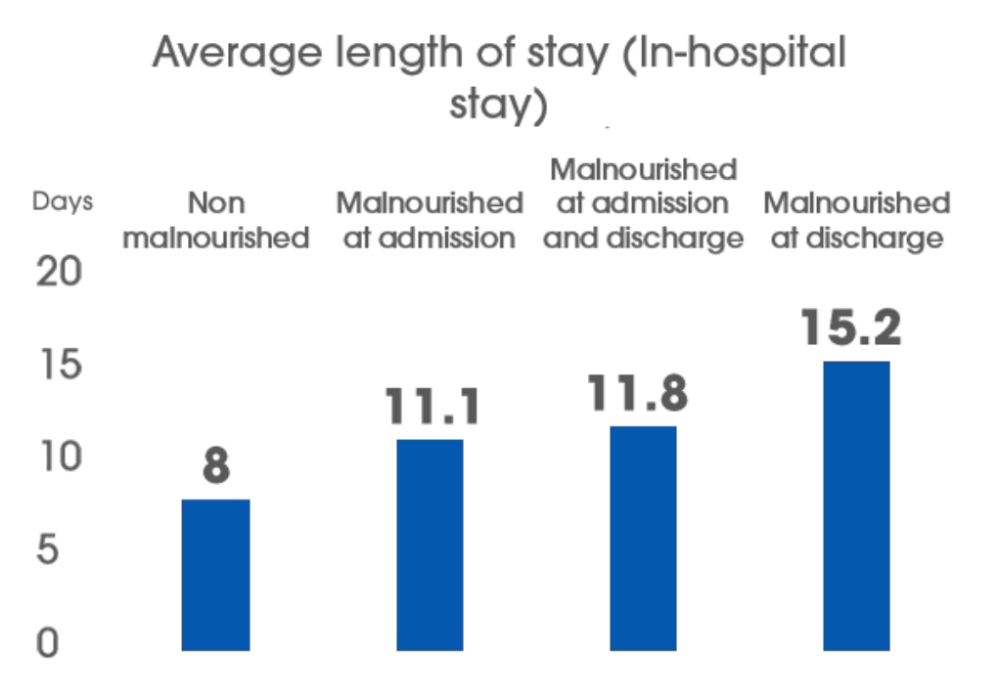 Average length of stay (In-hospital
stay)
Days
Non
malnourished
Malnourished
at admission
Malnourished
at admission
and discharge
Malnourished
at discharge
20
15
10
5
0
8
11.1
11.8
15.2